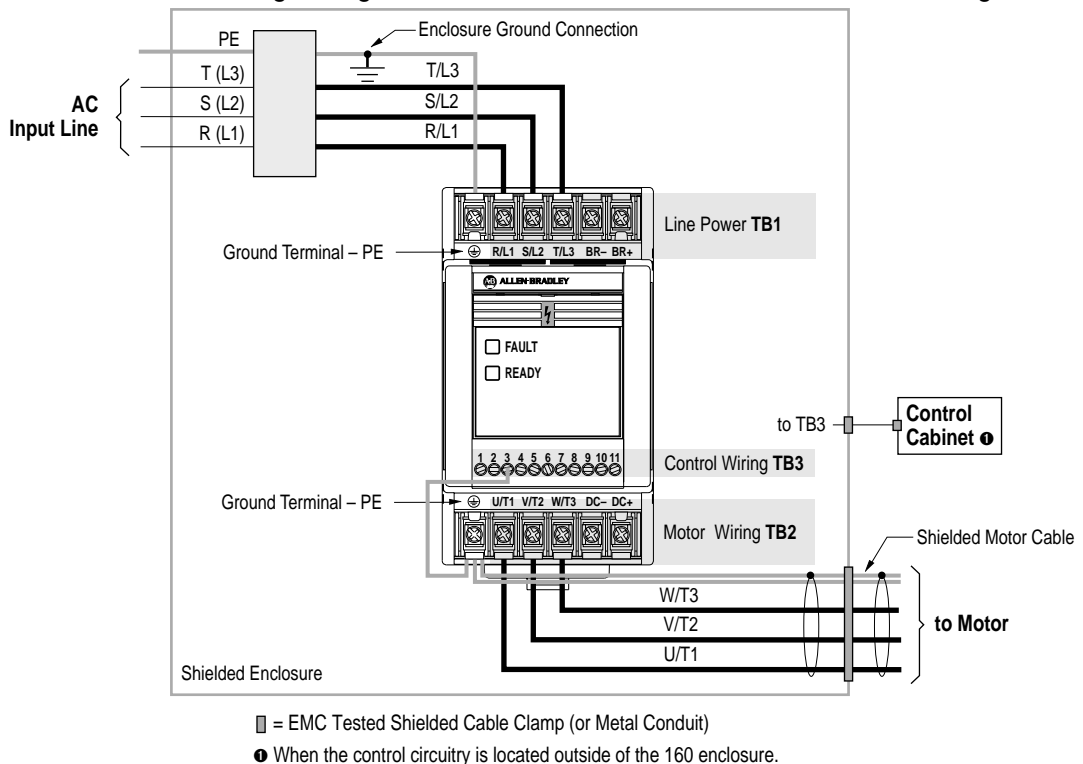 Enclosure Ground Connection
PE
T (L3)
S (L2)
R (L1)
AC
Input Line
T/L3
S/L2
R/L1
Line Power TB1
Ground Terminal – PE
R/L1 S/L2 T/L3 BR– BR+
AB ALLEN-BRADLEY
FAULT
READY
to TB3
Control
Cabinet ❶
1 2 3 4 5 6 7 8 9 10 11
Control Wiring TB3
Ground Terminal – PE
U/T1 V/T2 W/T3 DC– DC+
Motor Wiring TB2
Shielded Motor Cable
W/T3
V/T2
U/T1
to Motor
Shielded Enclosure
= EMC Tested Shielded Cable Clamp (or Metal Conduit)
❶ When the control circuitry is located outside of the 160 enclosure.